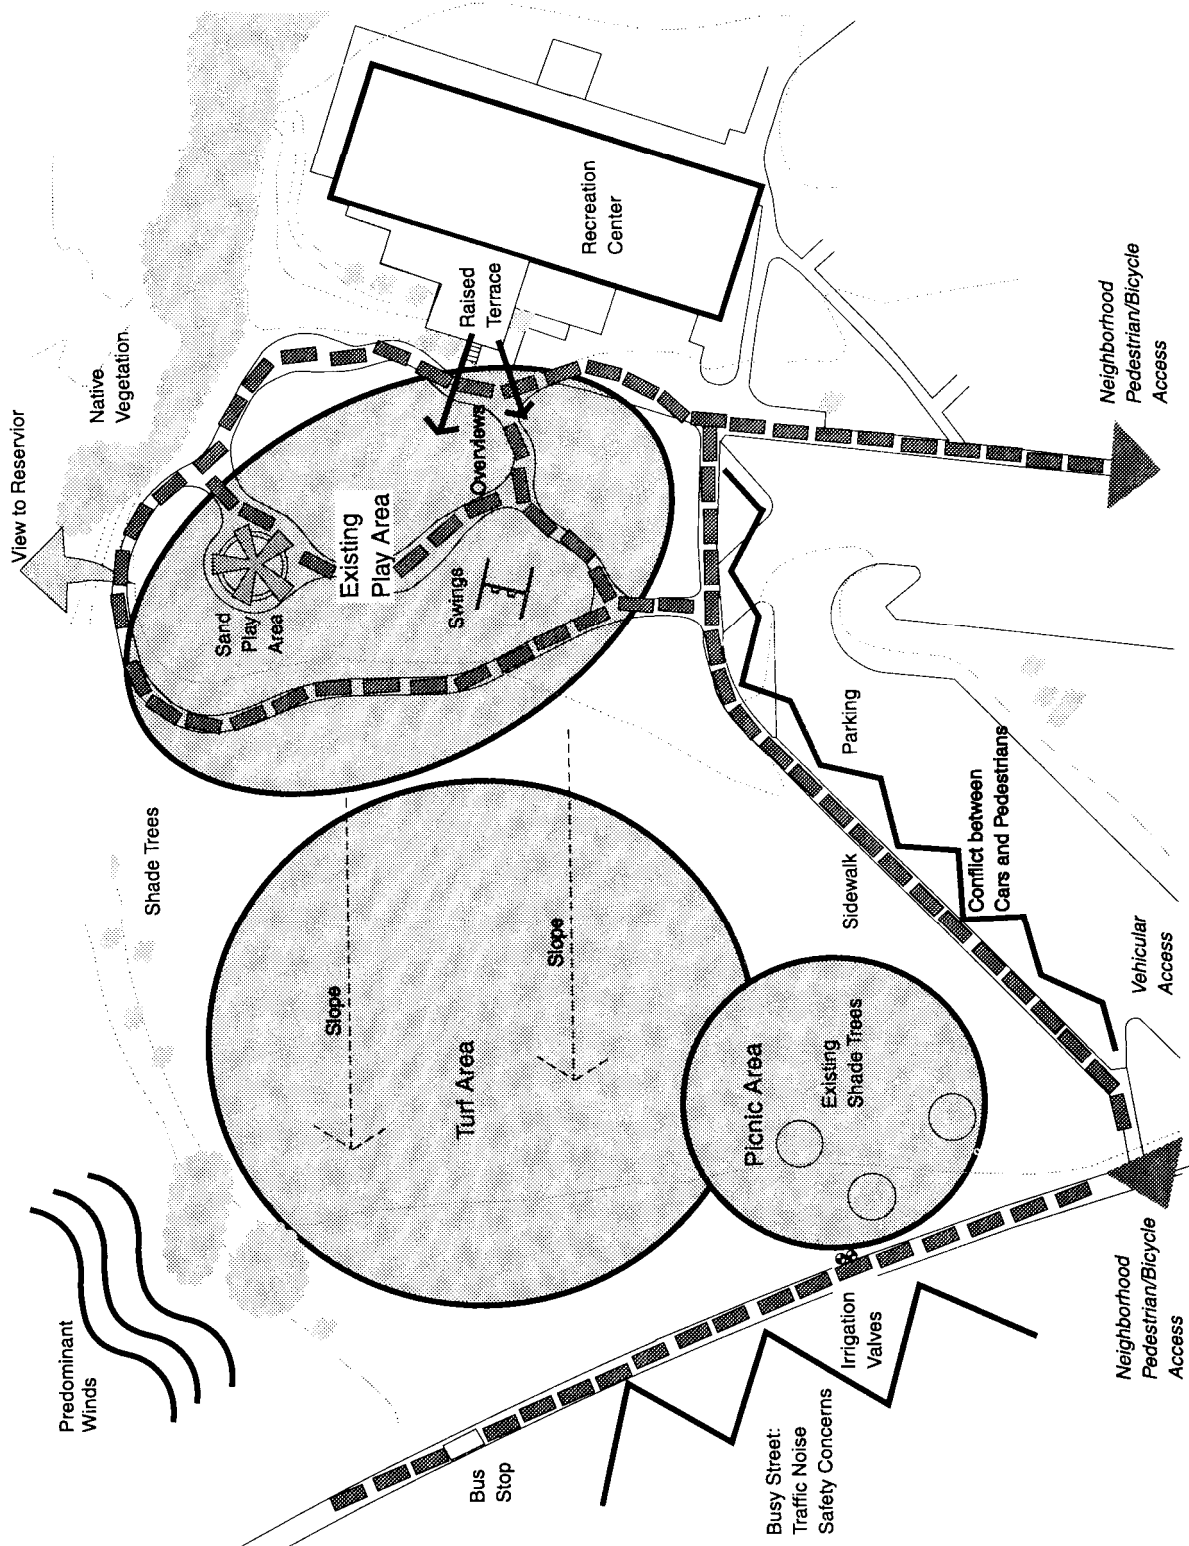 View to Reservior
Native
Vegetation
Raised
Terrace
Recreation
Center
Overviews
Existing
Play Area
Sand
Play
Area
Swings
Neighborhood
Pedestrian/Bicycle
Access
Shade Trees
Slope
Slope
Turf Area
Parking
Sidewalk
Conflict between
Cars and Pedestrians
Vehicular
Access
Picnic Area
Existing
Shade Trees
Predominant
Winds
Bus
Stop
Irrigation
Valves
Busy Street:
Traffic Noise
Safety Concerns
Neighborhood
Pedestrian/Bicycle
Access